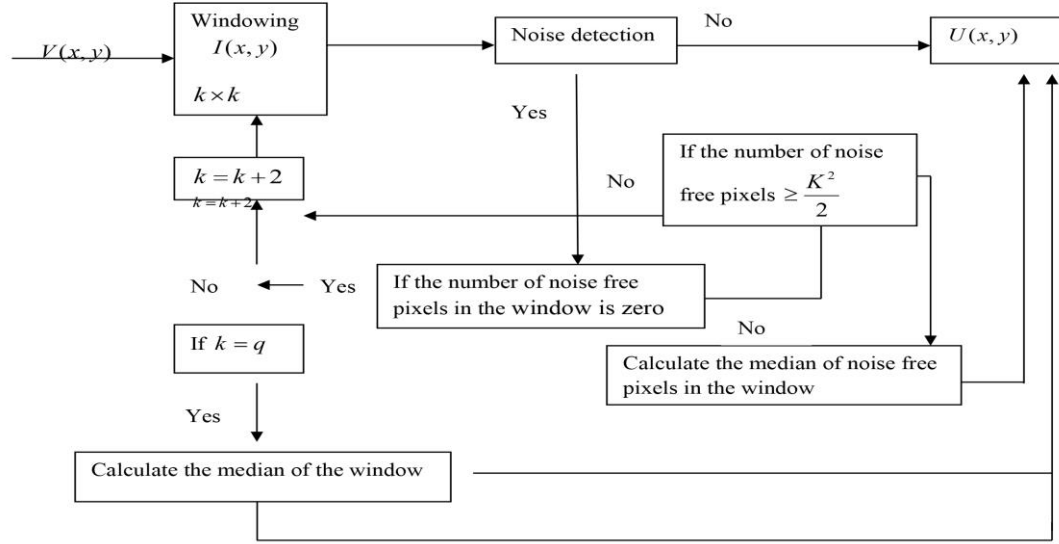 V(x, y)
Windowing
I(x, y)
k × k
Noise detection
No
U(x, y)
Yes
k = k + 2
k = k + 2
No
If the number of noise
free pixels ≥ K²/2
No
Yes
If the number of noise free
pixels in the window is zero
No
If k = q
Calculate the median of noise free
pixels in the window
Yes
Calculate the median of the window